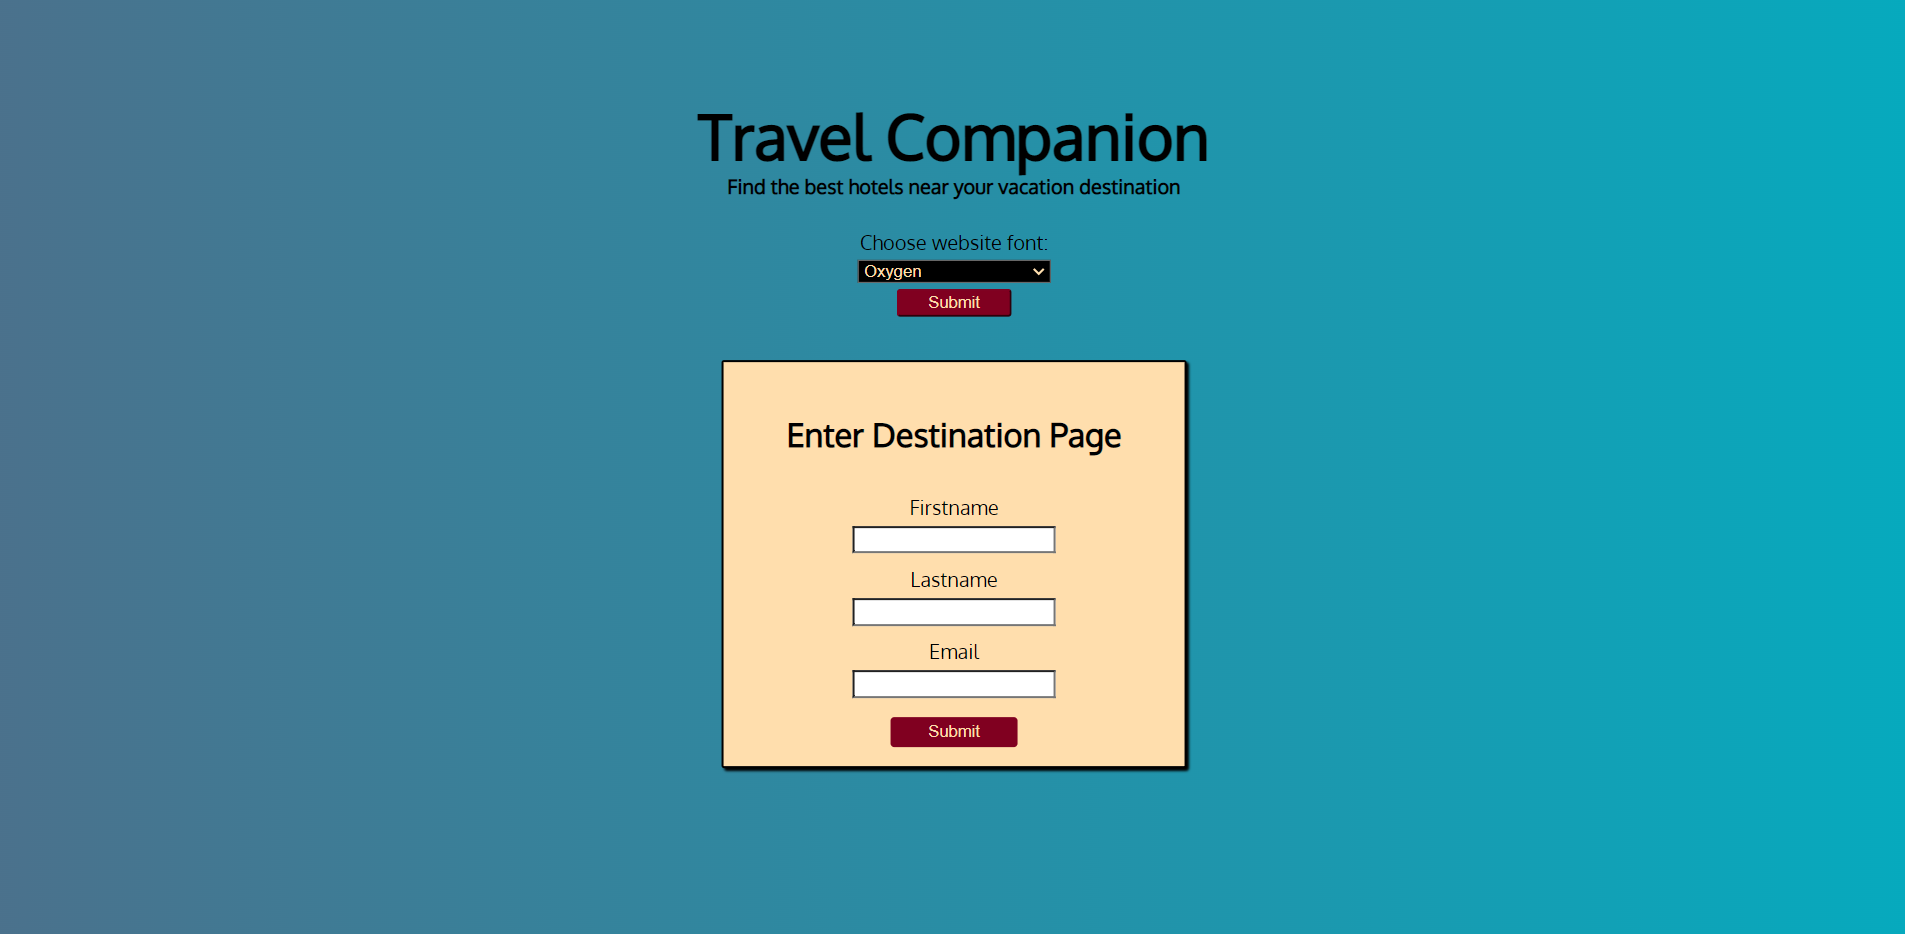 Travel Companion
Find the best hotels near your vacation destination
Choose website font:
Oxygen
Submit
Enter Destination Page
Firstname
Lastname
Email
Submit